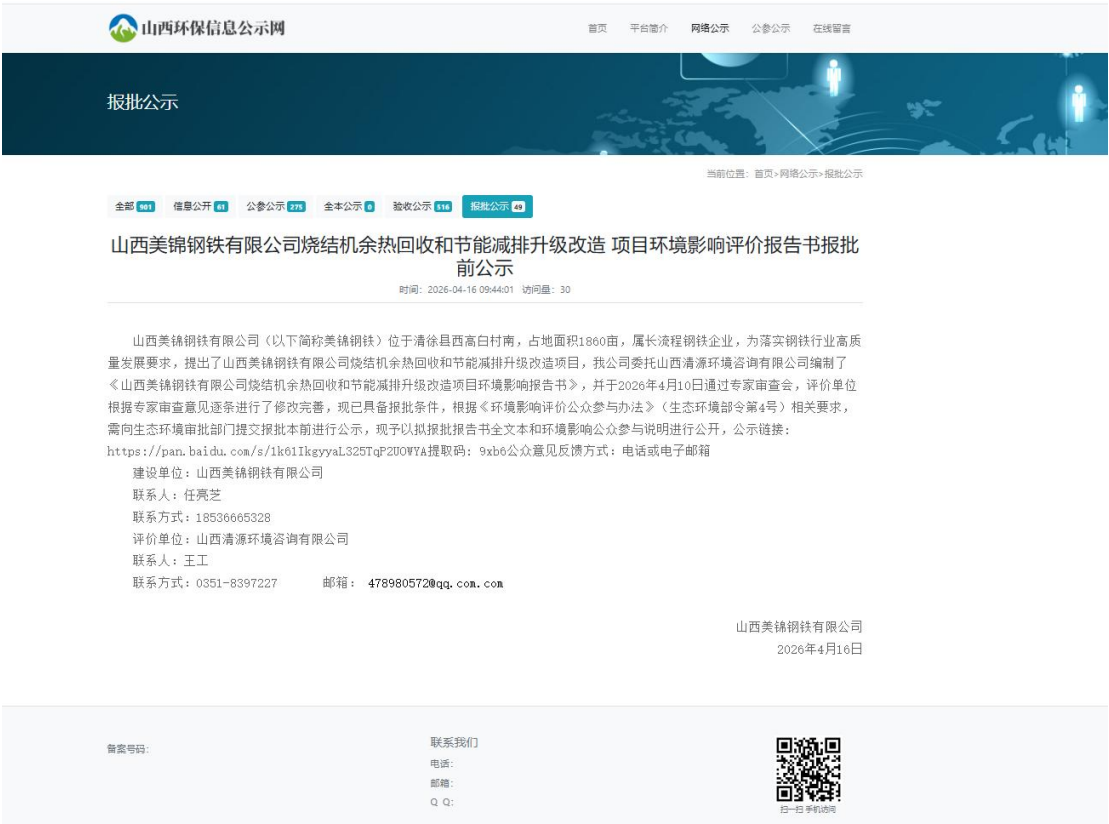 山西环保信息公示网
首页 平台简介 网络公示 公参公示 在线留言
报批公示
当前位置：首页>网络公示>报批公示
全部 901 信息公开 61 公参公示 275 全本公示 0 验收公示 516 报批公示 49
山西美锦钢铁有限公司烧结机余热回收和节能减排升级改造 项目环境影响评价报告书报批
前公示
时间：2026-04-16 09:44:01 访问量：30
山西美锦钢铁有限公司（以下简称美锦钢铁）位于清徐县西高白村南，占地面积1860亩，属长流程钢铁企业，为落实钢铁行业高质
量发展要求，提出了山西美锦钢铁有限公司烧结机余热回收和节能减排升级改造项目，我公司委托山西清源环境咨询有限公司编制了
《山西美锦钢铁有限公司烧结机余热回收和节能减排升级改造项目环境影响报告书》，并于2026年4月10日通过专家审查会，评价单位
根据专家审查意见逐条进行了修改完善，现已具备报批条件，根据《环境影响评价公众参与办法》（生态环境部令第4号）相关要求，
需向生态环境审批部门提交报批本前进行公示，现予以拟报批报告书全文本和环境影响公众参与说明进行公开，公示链接：
https://pan.baidu.com/s/1k61IkgyyaL325TqP2UOWYA提取码：9xb6公众意见反馈方式：电话或电子邮箱
建设单位：山西美锦钢铁有限公司
联系人：任亮芝
联系方式：18536665328
评价单位：山西清源环境咨询有限公司
联系人：王工
联系方式：0351-8397227 邮箱： 478980572@qq.com.com
山西美锦钢铁有限公司
2026年4月16日
备案号码：
联系我们
电话：
邮箱：
Q Q：
扫一扫 手机访问